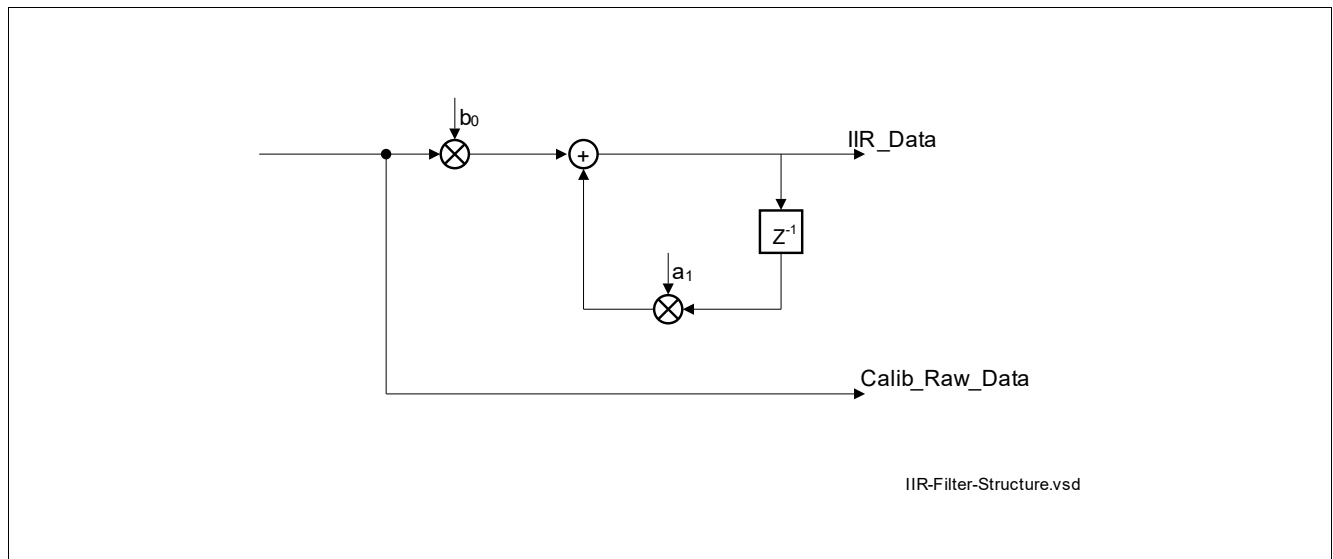 b₀
+
IIR_Data
Z⁻¹
a₁
Calib_Raw_Data
IIR-Filter-Structure.vsd